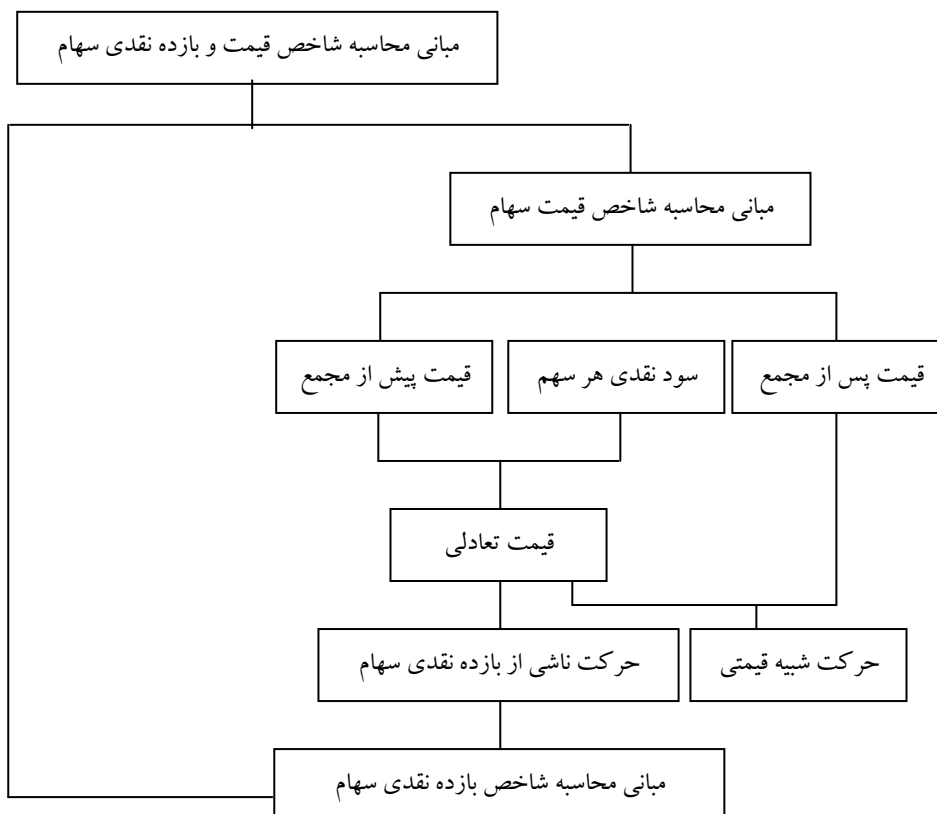 مبانی محاسبه شاخص قیمت و بازده نقدی سهام
مبانی محاسبه شاخص قیمت سهام
قیمت پس از مجمع
سود نقدی هر سهم
قیمت پیش از مجمع
قیمت تعادلی
حرکت شبیه قیمتی
حرکت ناشی از بازده نقدی سهام
مبانی محاسبه شاخص بازده نقدی سهام